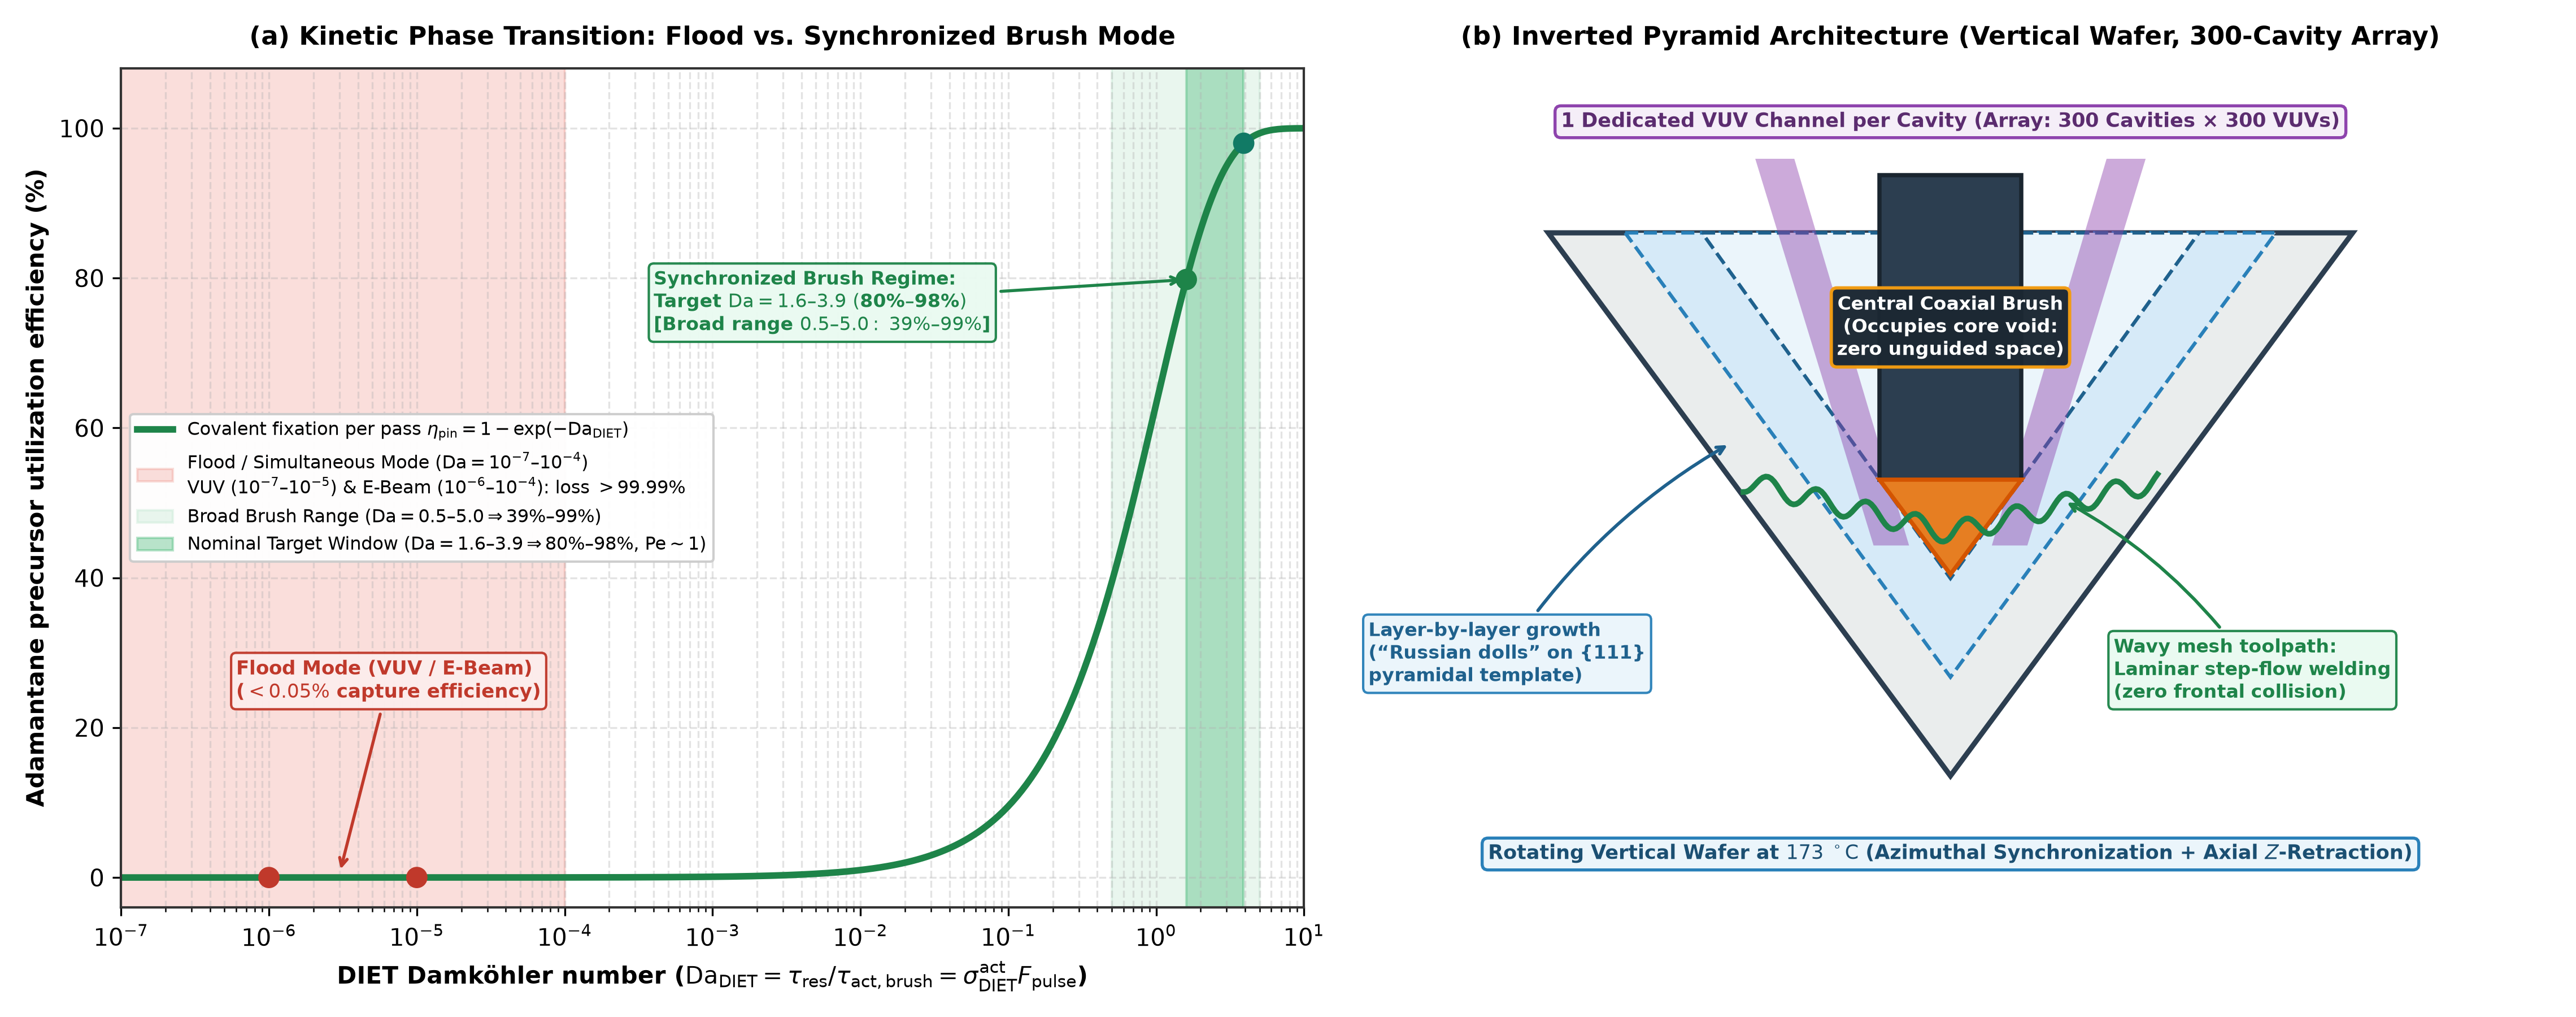 (a) Kinetic Phase Transition: Flood vs. Synchronized Brush Mode
Adamantane precursor utilization efficiency (%)
100
80
60
40
20
0
Synchronized Brush Regime:
Target Da = 1.6–3.9 (80%–98%)
[Broad range 0.5–5.0 : 39%–99%]
Covalent fixation per pass η_pin = 1 − exp(−Da_DIET)
Flood / Simultaneous Mode (Da = 10⁻⁷–10⁻⁴)
VUV (10⁻⁷–10⁻⁵) & E-Beam (10⁻⁶–10⁻⁴): loss >99.99%
Broad Brush Range (Da = 0.5–5.0 ⇒ 39%–99%)
Nominal Target Window (Da = 1.6–3.9 ⇒ 80%–98%, Pe ∼ 1)
Flood Mode (VUV / E-Beam)
(<0.05% capture efficiency)
10⁻⁷ 10⁻⁶ 10⁻⁵ 10⁻⁴ 10⁻³ 10⁻² 10⁻¹ 10⁰ 10¹
DIET Damköhler number (Da_DIET = τ_res/τ_act, brush = σ_DIET^act F_pulse)
(b) Inverted Pyramid Architecture (Vertical Wafer, 300-Cavity Array)
1 Dedicated VUV Channel per Cavity (Array: 300 Cavities × 300 VUVs)
Central Coaxial Brush
(Occupies core void:
zero unguided space)
Layer-by-layer growth
(“Russian dolls” on {111}
pyramidal template)
Wavy mesh toolpath:
Laminar step-flow welding
(zero frontal collision)
Rotating Vertical Wafer at 173 °C (Azimuthal Synchronization + Axial Z-Retraction)